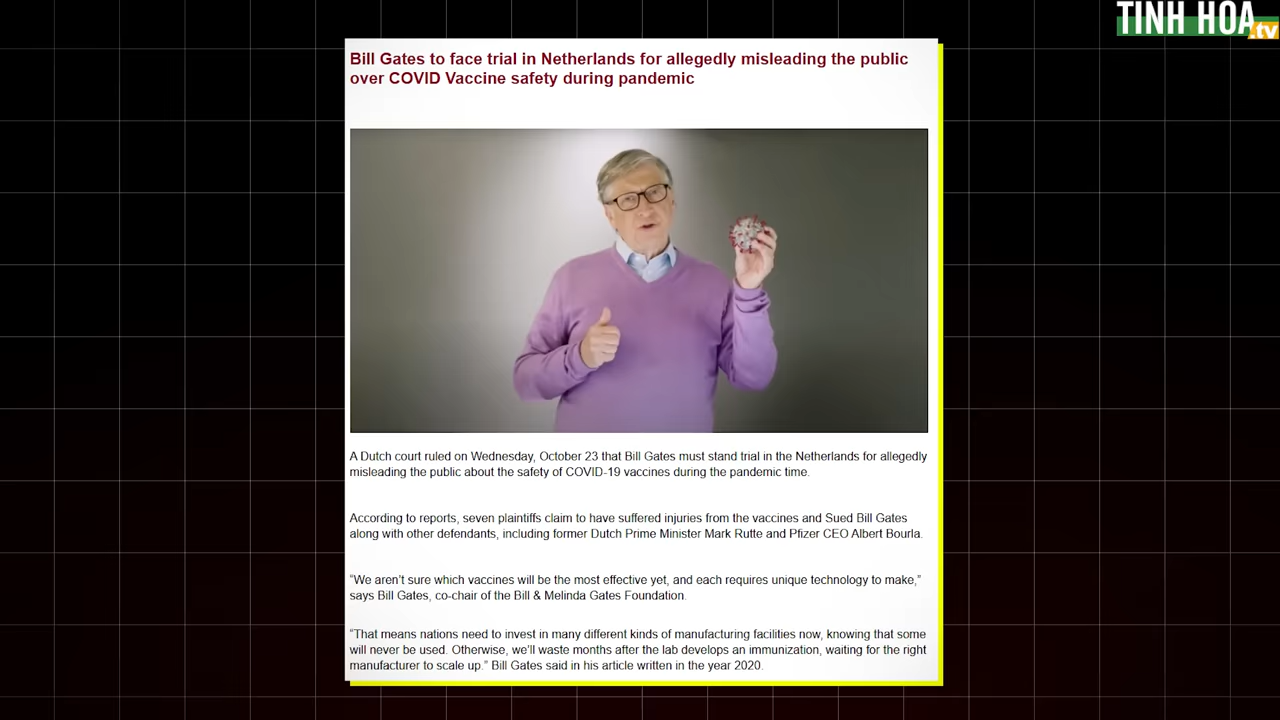 TINH HOA
.tv
Bill Gates to face trial in Netherlands for allegedly misleading the public
over COVID Vaccine safety during pandemic
A Dutch court ruled on Wednesday, October 23 that Bill Gates must stand trial in the Netherlands for allegedly
misleading the public about the safety of COVID-19 vaccines during the pandemic time.
According to reports, seven plaintiffs claim to have suffered injuries from the vaccines and Sued Bill Gates
along with other defendants, including former Dutch Prime Minister Mark Rutte and Pfizer CEO Albert Bourla.
“We aren’t sure which vaccines will be the most effective yet, and each requires unique technology to make,”
says Bill Gates, co-chair of the Bill & Melinda Gates Foundation.
“That means nations need to invest in many different kinds of manufacturing facilities now, knowing that some
will never be used. Otherwise, we’ll waste months after the lab develops an immunization, waiting for the right
manufacturer to scale up.” Bill Gates said in his article written in the year 2020.